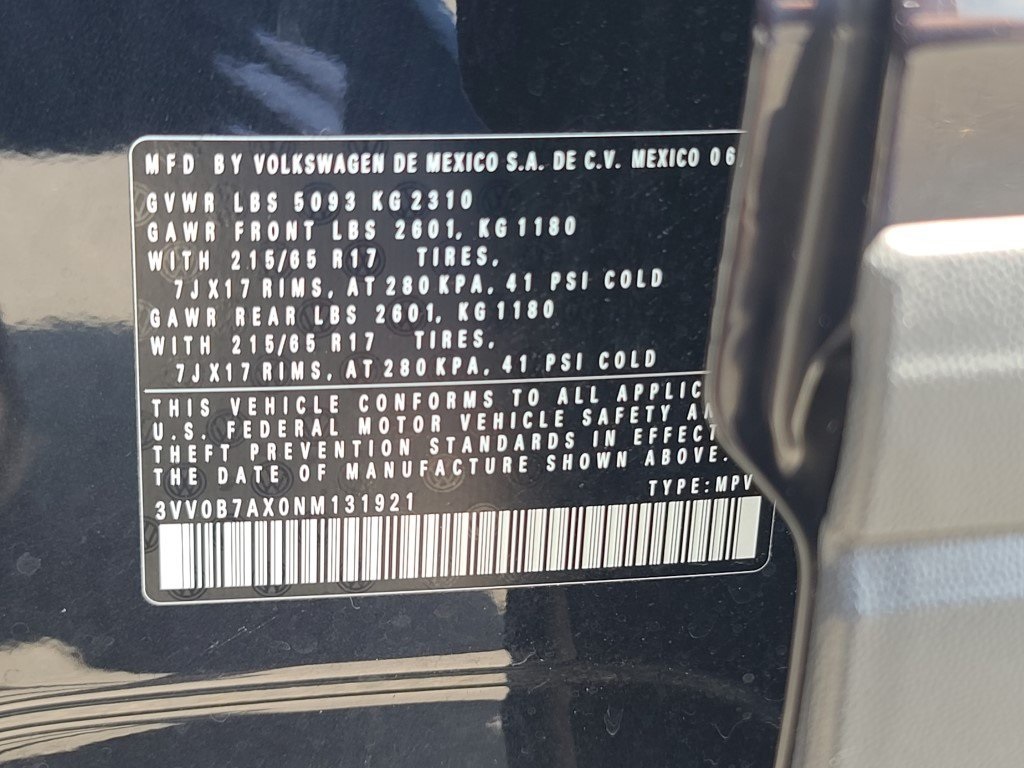 MFD BY VOLKSWAGEN DE MEXICO S.A. DE C.V. MEXICO 06
GVWR LBS 5093 KG 2310
GAWR FRONT LBS 2601, KG 1180
WITH 215/65 R17 TIRES,
7JX17 RIMS, AT 280 KPA, 41 PSI COLD
GAWR REAR LBS 2601, KG 1180
WITH 215/65 R17 TIRES,
7JX17 RIMS, AT 280 KPA, 41 PSI COLD
THIS VEHICLE CONFORMS TO ALL
U.S. FEDERAL MOTOR VEHICLE SAFETY
THEFT PREVENTION STANDARDS IN EFFECT
THE DATE OF MANUFACTURE SHOWN ABOVE.
TYPE: MPV
3VV0B7AX0NM131921